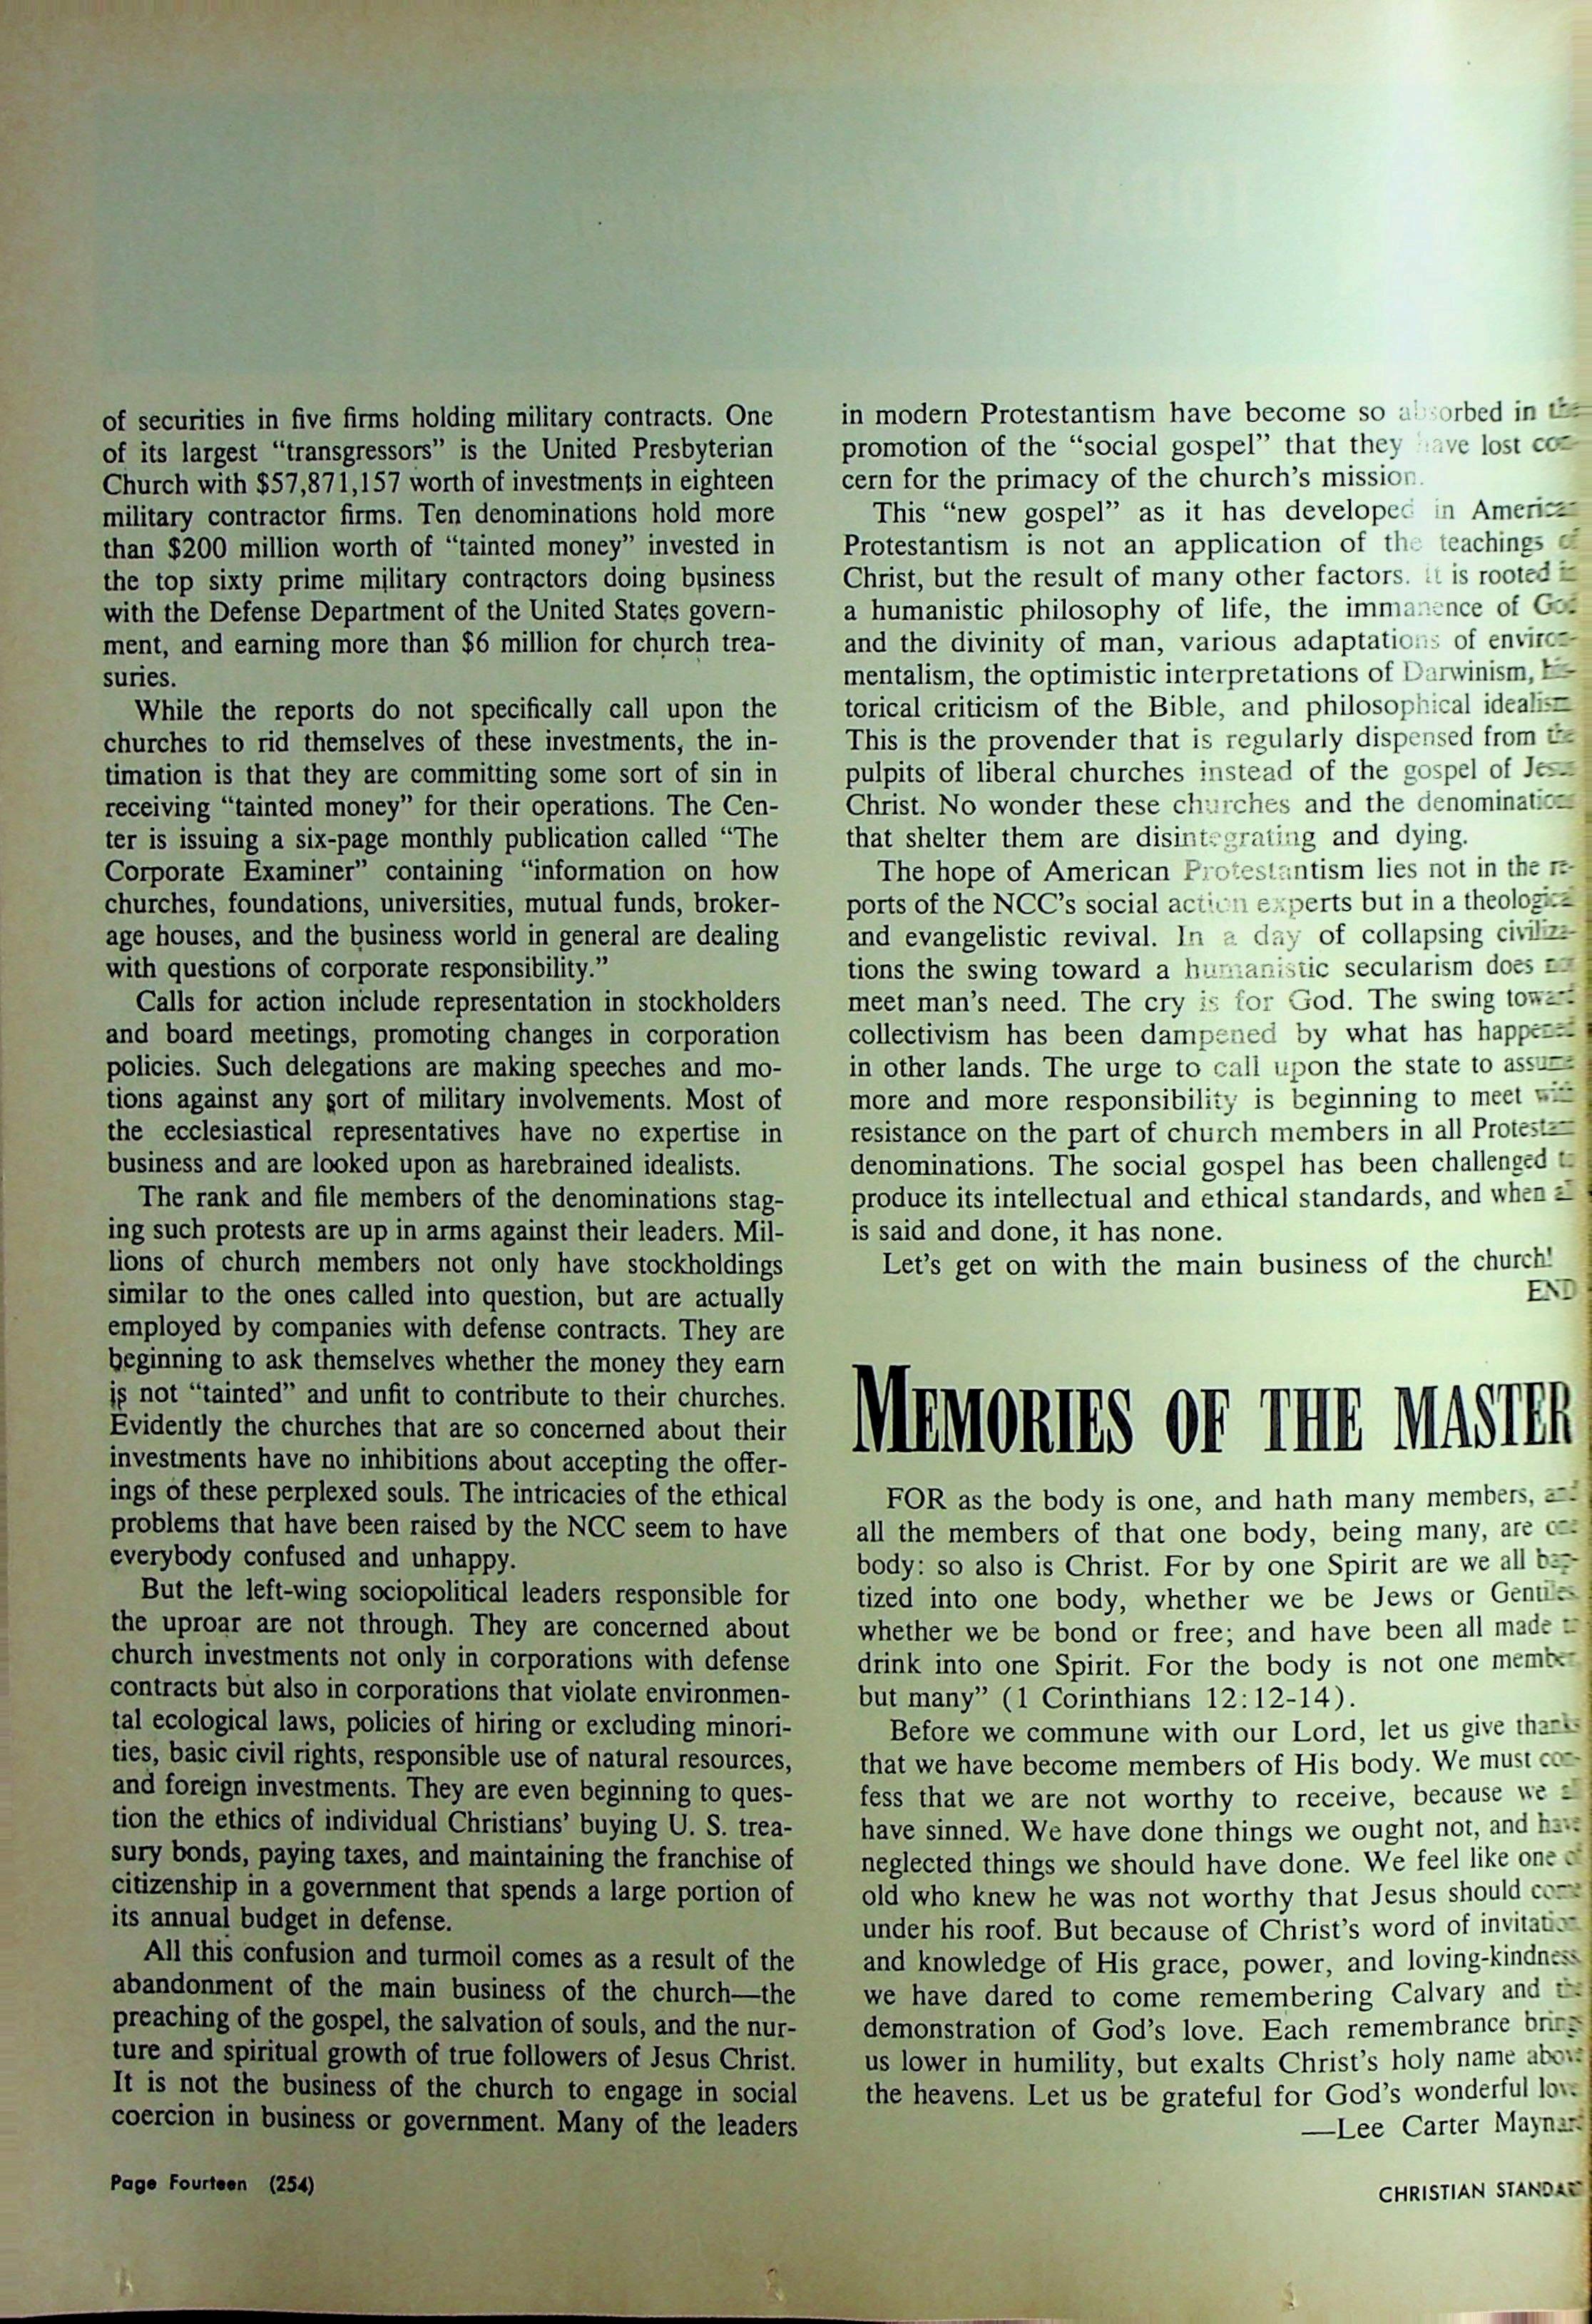 of securities in five firms holding military contracts. One
of its largest “transgressors” is the United Presbyterian
Church with $57,871,157 worth of investments in eighteen
military contractor firms. Ten denominations hold more
than $200 million worth of “tainted money” invested in
the top sixty prime military contractors doing business
with the Defense Department of the United States govern-
ment, and earning more than $6 million for church trea-
suries.
While the reports do not specifically call upon the
churches to rid themselves of these investments, the in-
timation is that they are committing some sort of sin in
receiving “tainted money” for their operations. The Cen-
ter is issuing a six-page monthly publication called “The
Corporate Examiner” containing “information on how
churches, foundations, universities, mutual funds, broker-
age houses, and the business world in general are dealing
with questions of corporate responsibility.”
Calls for action include representation in stockholders
and board meetings, promoting changes in corporation
policies. Such delegations are making speeches and mo-
tions against any sort of military involvements. Most of
the ecclesiastical representatives have no expertise in
business and are looked upon as harebrained idealists.
The rank and file members of the denominations stag-
ing such protests are up in arms against their leaders. Mil-
lions of church members not only have stockholdings
similar to the ones called into question, but are actually
employed by companies with defense contracts. They are
beginning to ask themselves whether the money they earn
is not “tainted” and unfit to contribute to their churches.
Evidently the churches that are so concerned about their
investments have no inhibitions about accepting the offer-
ings of these perplexed souls. The intricacies of the ethical
problems that have been raised by the NCC seem to have
everybody confused and unhappy.
But the left-wing sociopolitical leaders responsible for
the uproar are not through. They are concerned about
church investments not only in corporations with defense
contracts but also in corporations that violate environmen-
tal ecological laws, policies of hiring or excluding minori-
ties, basic civil rights, responsible use of natural resources,
and foreign investments. They are even beginning to ques-
tion the ethics of individual Christians’ buying U. S. trea-
sury bonds, paying taxes, and maintaining the franchise of
citizenship in a government that spends a large portion of
its annual budget in defense.
All this confusion and turmoil comes as a result of the
abandonment of the main business of the church—the
preaching of the gospel, the salvation of souls, and the nur-
ture and spiritual growth of true followers of Jesus Christ.
It is not the business of the church to engage in social
coercion in business or government. Many of the leaders
Page Fourteen (254)
in modern Protestantism have become so absorbed in the
promotion of the “social gospel” that they have lost con-
cern for the primacy of the church’s mission.
This “new gospel” as it has developed in American
Protestantism is not an application of the teachings of
Christ, but the result of many other factors. It is rooted in
a humanistic philosophy of life, the immanence of God
and the divinity of man, various adaptations of environ-
mentalism, the optimistic interpretations of Darwinism, his-
torical criticism of the Bible, and philosophical idealism
This is the provender that is regularly dispensed from the
pulpits of liberal churches instead of the gospel of Jesus
Christ. No wonder these churches and the denominations
that shelter them are disintegrating and dying.
The hope of American Protestantism lies not in the re-
ports of the NCC’s social action experts but in a theological
and evangelistic revival. In a day of collapsing civiliza-
tions the swing toward a humanistic secularism does not
meet man’s need. The cry is for God. The swing toward
collectivism has been dampened by what has happened
in other lands. The urge to call upon the state to assume
more and more responsibility is beginning to meet with
resistance on the part of church members in all Protestant
denominations. The social gospel has been challenged to
produce its intellectual and ethical standards, and when all
is said and done, it has none.
Let’s get on with the main business of the church!
END
MEMORIES OF THE MASTER
FOR as the body is one, and hath many members, and
all the members of that one body, being many, are one
body: so also is Christ. For by one Spirit are we all bap-
tized into one body, whether we be Jews or Gentiles
whether we be bond or free; and have been all made to
drink into one Spirit. For the body is not one member
but many” (1 Corinthians 12:12-14).
Before we commune with our Lord, let us give thanks
that we have become members of His body. We must con-
fess that we are not worthy to receive, because we all
have sinned. We have done things we ought not, and have
neglected things we should have done. We feel like one of
old who knew he was not worthy that Jesus should come
under his roof. But because of Christ’s word of invitation
and knowledge of His grace, power, and loving-kindness
we have dared to come remembering Calvary and the
demonstration of God’s love. Each remembrance brings
us lower in humility, but exalts Christ’s holy name above
the heavens. Let us be grateful for God’s wonderful love
—Lee Carter Maynard
CHRISTIAN STANDARD